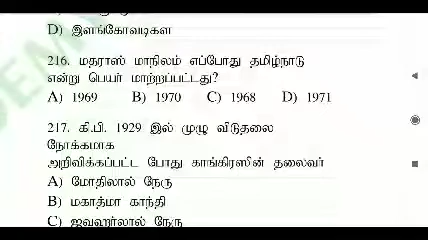 D) இளங்கோவடிகள்
216. மதராஸ் மாநிலம் எப்போது தமிழ்நாடு
என்று பெயர் மாற்றப்பட்டது?
A) 1969 B) 1970 C) 1968 D) 1971
217. கி.பி. 1929 இல் முழு விடுதலை
நோக்கமாக
அறிவிக்கப்பட்ட போது காங்கிரஸின் தலைவர்
A) மோதிலால் நேரு
B) மகாத்மா காந்தி
C) ஜவஹர்லால் நேரு